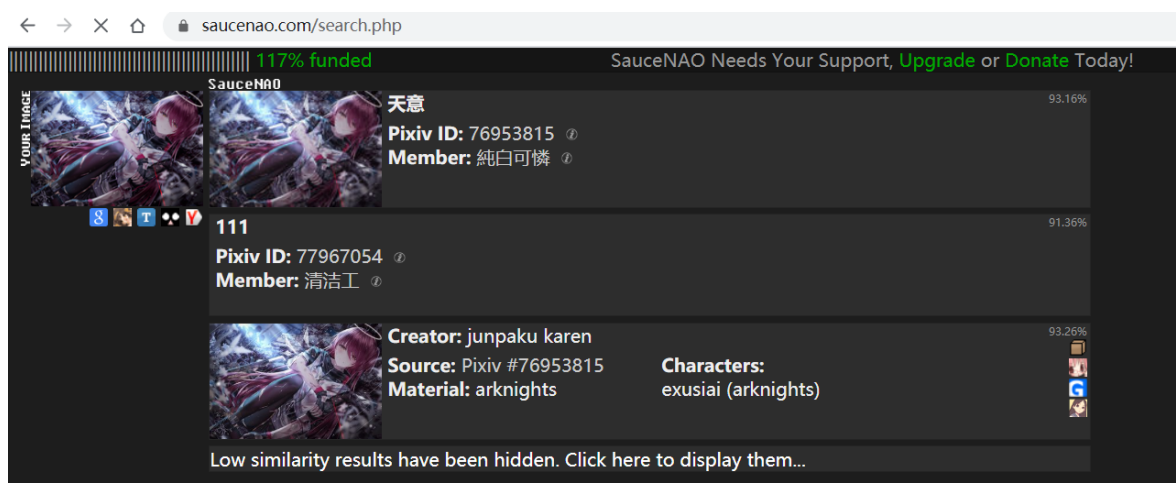 saucenao.com/search.php
117% funded
SauceNAO Needs Your Support, Upgrade or Donate Today!
SauceNAO
YOUR IMAGE
天意
93.16%
Pixiv ID: 76953815
Member: 純白可憐
111
91.36%
Pixiv ID: 77967054
Member: 清洁工
Creator: junpaku karen
93.26%
Source: Pixiv #76953815
Characters:
Material: arknights
exusiai (arknights)
Low similarity results have been hidden. Click here to display them...